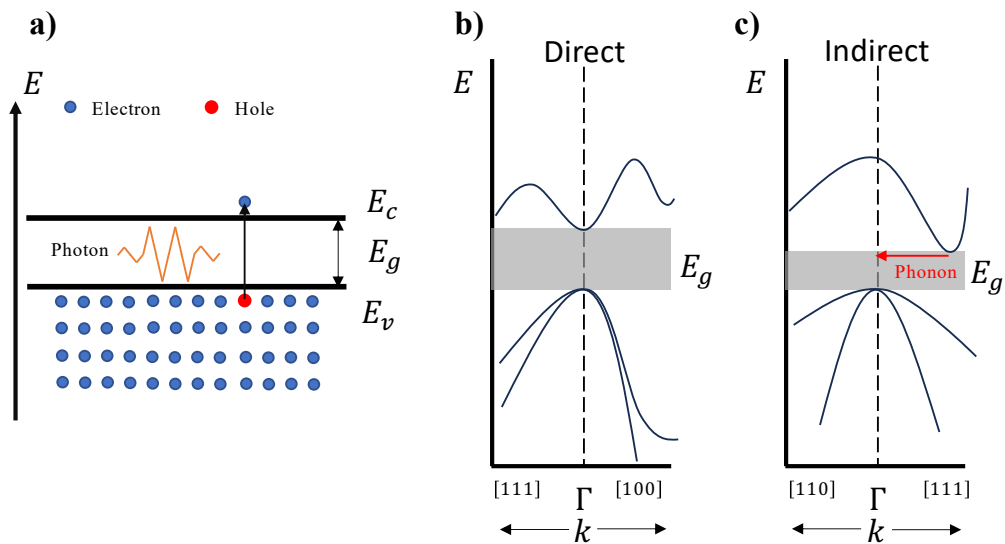 a)
E
Electron
Hole
E_c
Photon
E_g
E_v
b)
Direct
E
E_g
[111]
Γ
[100]
k
c)
Indirect
E
Phonon
E_g
[110]
Γ
[111]
k